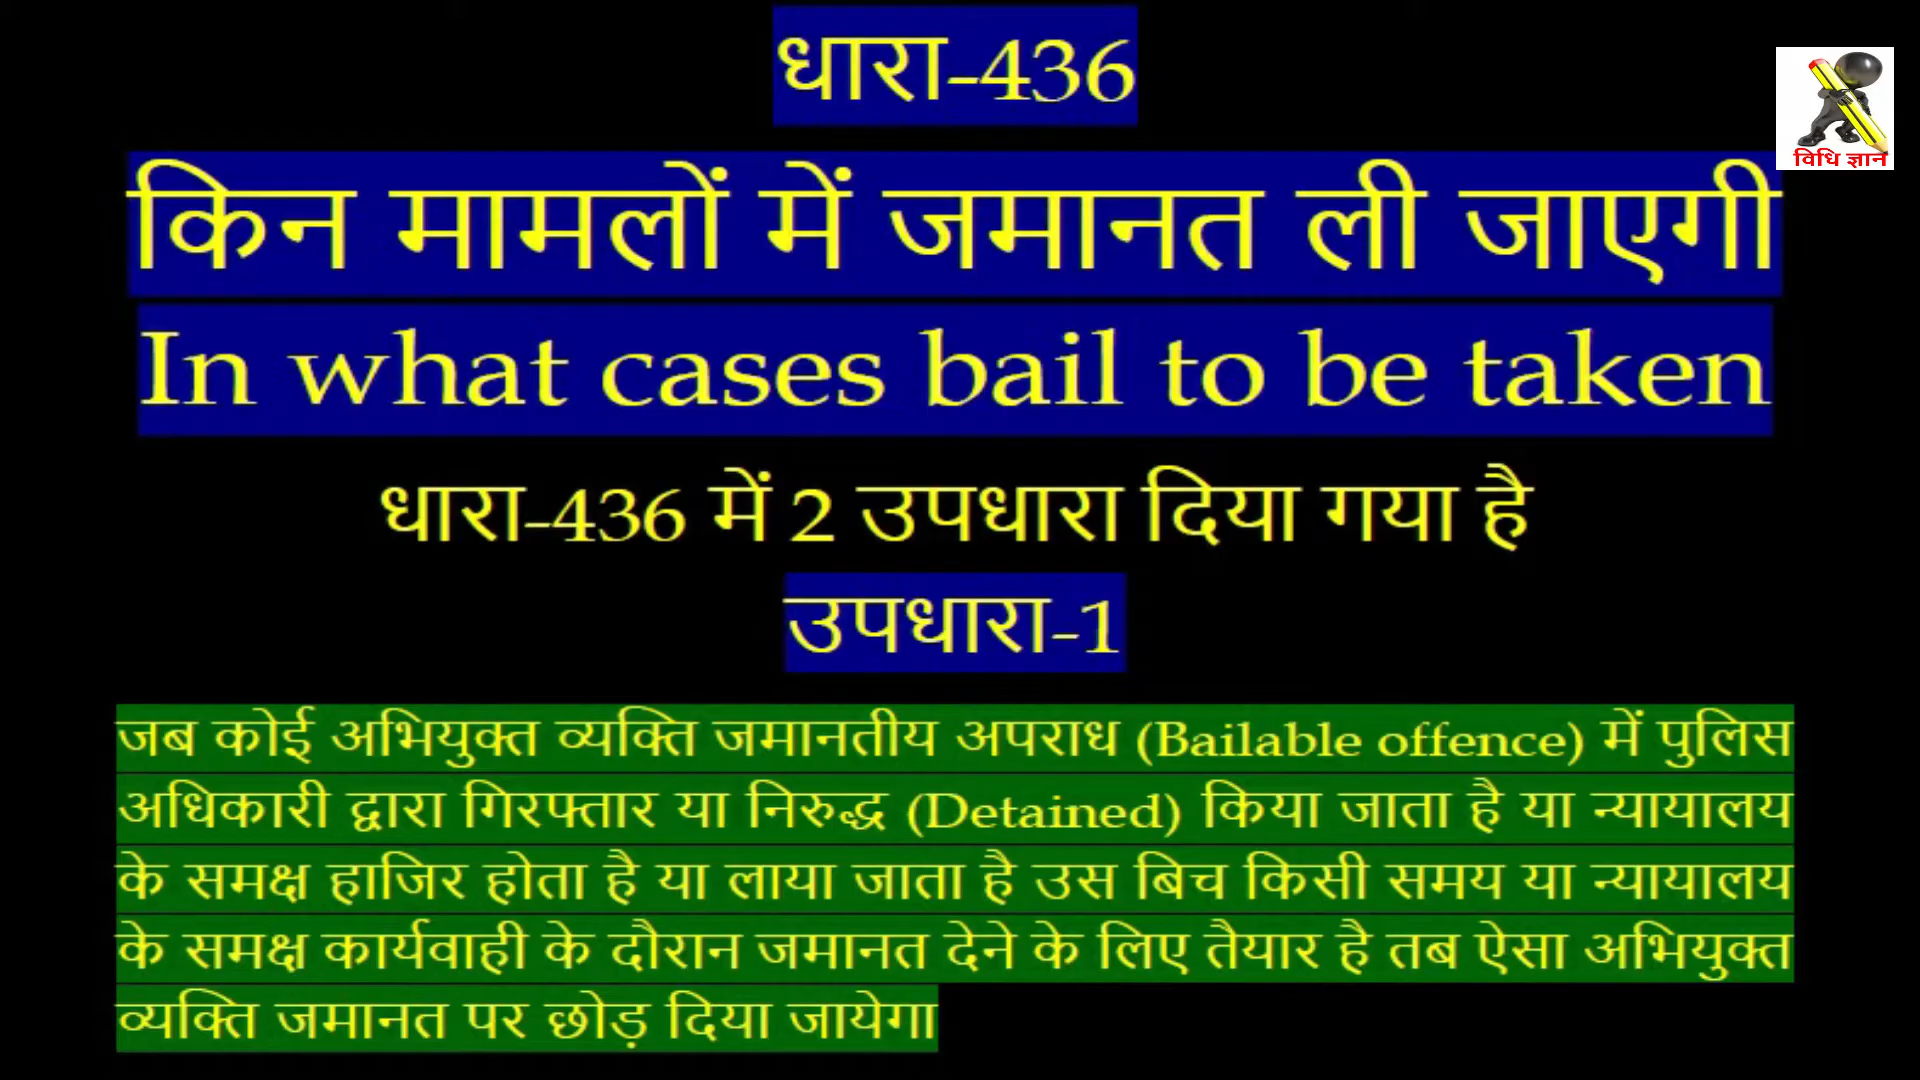 धारा-436
विधि ज्ञान
किन मामलों में जमानत ली जाएगी
In what cases bail to be taken
धारा-436 में 2 उपधारा दिया गया है
उपधारा-1
जब कोई अभियुक्त व्यक्ति जमानतीय अपराध (Bailable offence) में पुलिस
अधिकारी द्वारा गिरफ्तार या निरुद्ध (Detained) किया जाता है या न्यायालय
के समक्ष हाजिर होता है या लाया जाता है उस बिच किसी समय या न्यायालय
के समक्ष कार्यवाही के दौरान जमानत देने के लिए तैयार है तब ऐसा अभियुक्त
व्यक्ति जमानत पर छोड़ दिया जायेगा